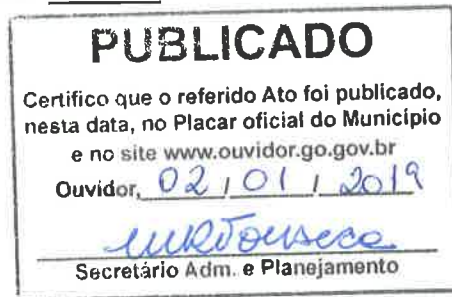 PUBLICADO
Certifico que o referido Ato foi publicado,
nesta data, no Placar oficial do Município
e no site www.ouvidor.go.gov.br
Ouvidor, 02 / 01 / 2019
Secretário Adm. e Planejamento